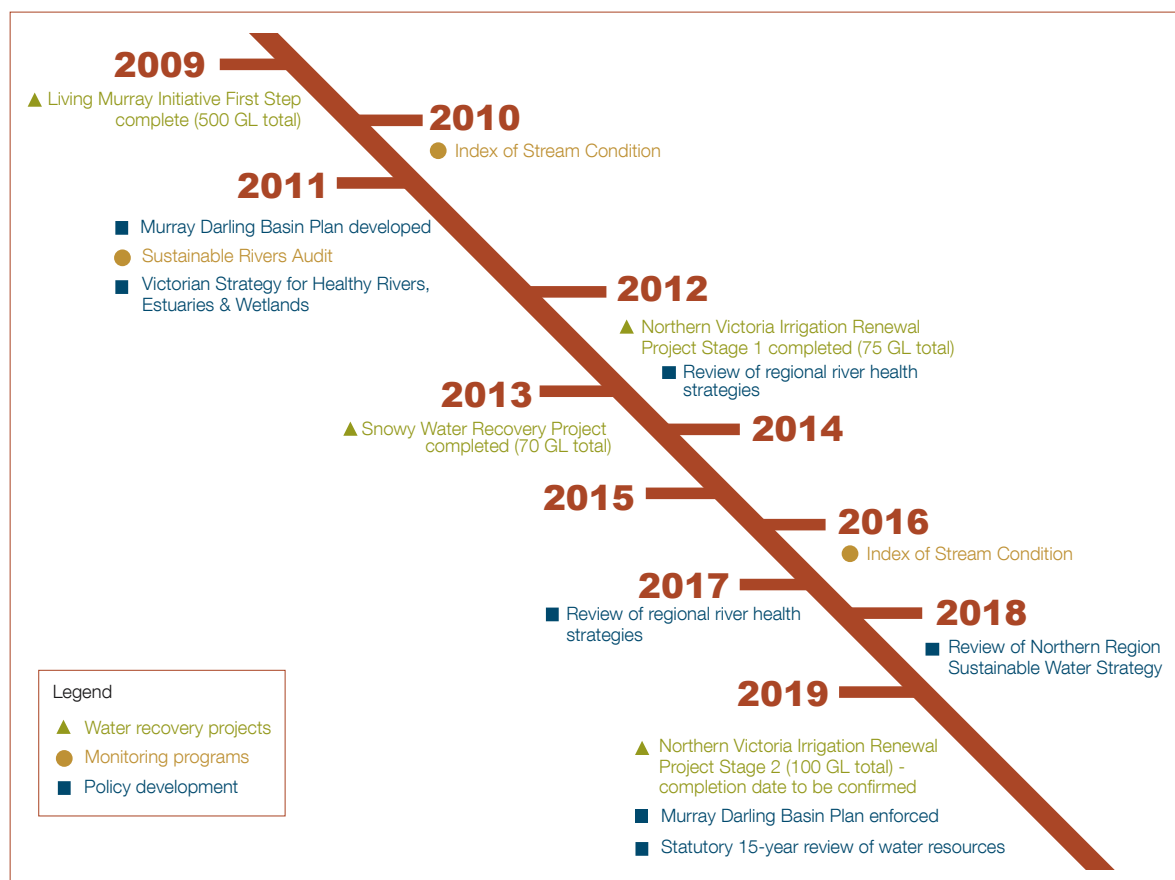 2009
Living Murray Initiative First Step
complete (500 GL total)
2010
Index of Stream Condition
2011
Murray Darling Basin Plan developed
Sustainable Rivers Audit
Victorian Strategy for Healthy Rivers,
Estuaries & Wetlands
2012
Northern Victoria Irrigation Renewal
Project Stage 1 completed (75 GL total)
Review of regional river health
strategies
2013
Snowy Water Recovery Project
completed (70 GL total)
2014
2015
2016
Index of Stream Condition
2017
Review of regional river health
strategies
2018
Review of Northern Region
Sustainable Water Strategy
2019
Northern Victoria Irrigation Renewal
Project Stage 2 (100 GL total) -
completion date to be confirmed
Murray Darling Basin Plan enforced
Statutory 15-year review of water resources
Legend
Water recovery projects
Monitoring programs
Policy development